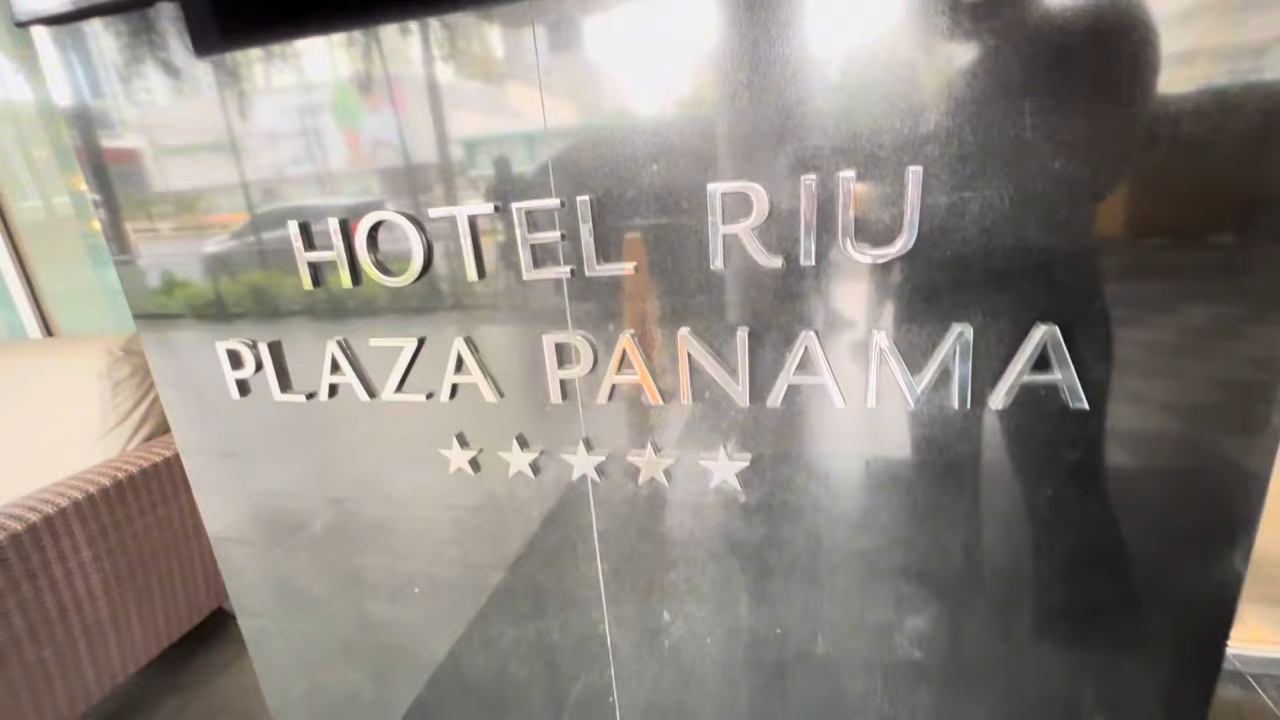 HOTEL RIU
PLAZA PANAMA
★★★★★